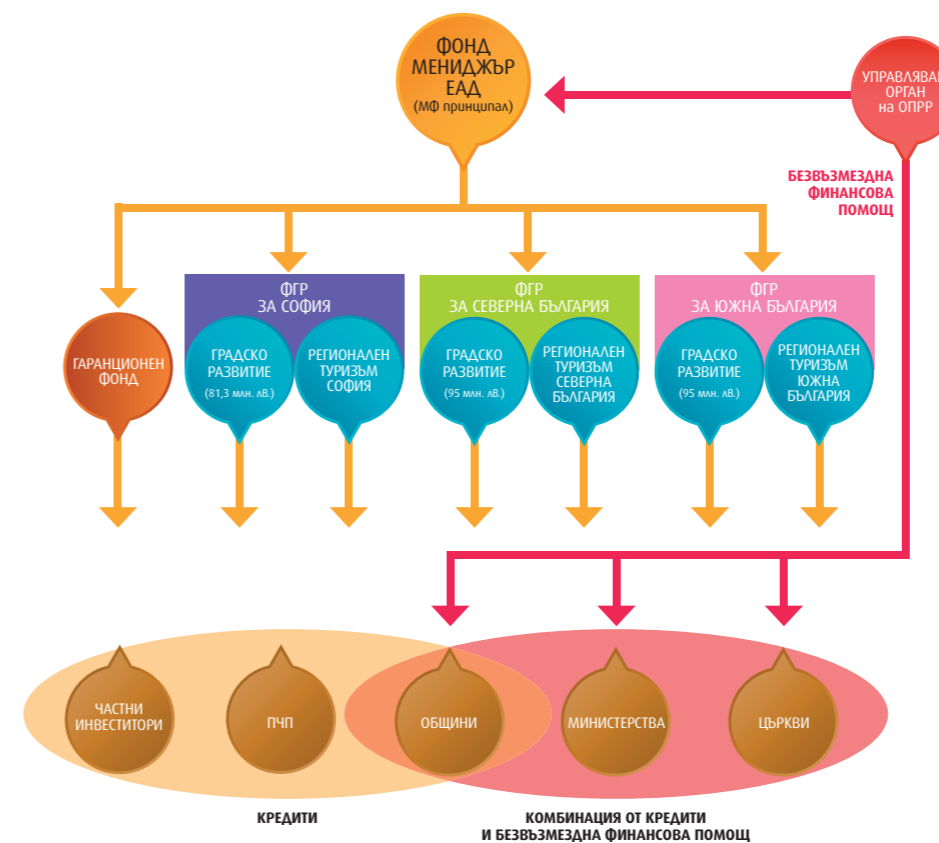 ФОНД
МЕНИДЖЪР
ЕАД
(МФ принципал)
ОРГАН
на ОПРР
БЕЗВЪЗМЕЗДНА
ФИНАНСОВА
ПОМОЩ
ФГР
ЗА СОФИЯ
ФГР
ЗА СЕВЕРНА БЪЛГАРИЯ
ФГР
ЗА ЮЖНА БЪЛГАРИЯ
ГАРАНЦИОНЕН
ФОНД
ГРАДСКО
РАЗВИТИЕ
(81,3 млн. лв.)
РЕГИОНАЛЕН
ТУРИЗЪМ
СОФИЯ
ГРАДСКО
РАЗВИТИЕ
(95 млн. лв.)
РЕГИОНАЛЕН
ТУРИЗЪМ
СЕВЕРНА
БЪЛГАРИЯ
ГРАДСКО
РАЗВИТИЕ
(95 млн. лв.)
РЕГИОНАЛЕН
ТУРИЗЪМ
ЮЖНА
БЪЛГАРИЯ
ЧАСТНИ
ИНВЕСТИТОРИ
ПЧП
ОБЩИНИ
МИНИСТЕРСТВА
ЦЪРКВИ
КРЕДИТИ
КОМБИНАЦИЯ ОТ КРЕДИТИ
И БЕЗВЪЗМЕЗДНА ФИНАНСОВА ПОМОЩ